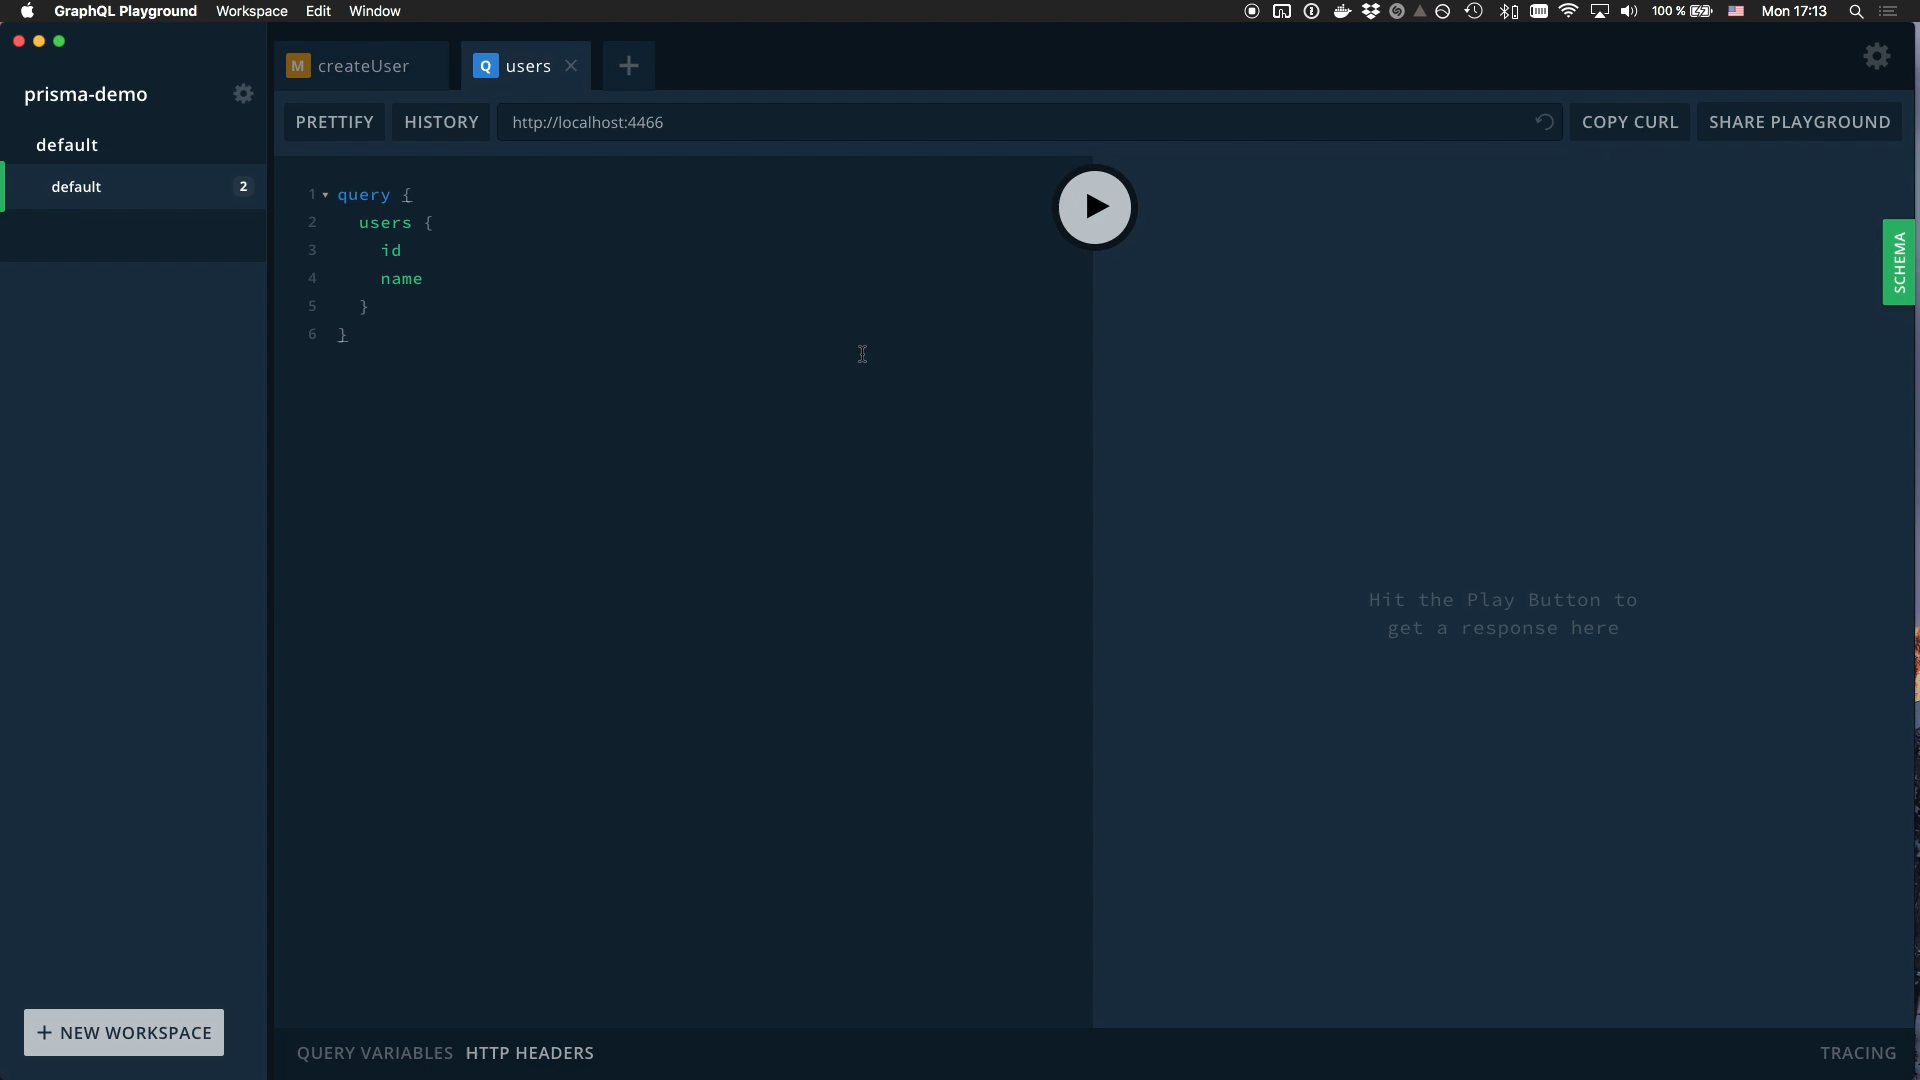 GraphQL Playground Workspace Edit Window
100 % Mon 17:13
prisma-demo
default
default 2
+ NEW WORKSPACE
M createUser
Q users
PRETTIFY HISTORY http://localhost:4466 COPY CURL SHARE PLAYGROUND
1 query {
2 users {
3 id
4 name
5 }
6 }
Hit the Play Button to
get a response here
SCHEMA
QUERY VARIABLES HTTP HEADERS
TRACING